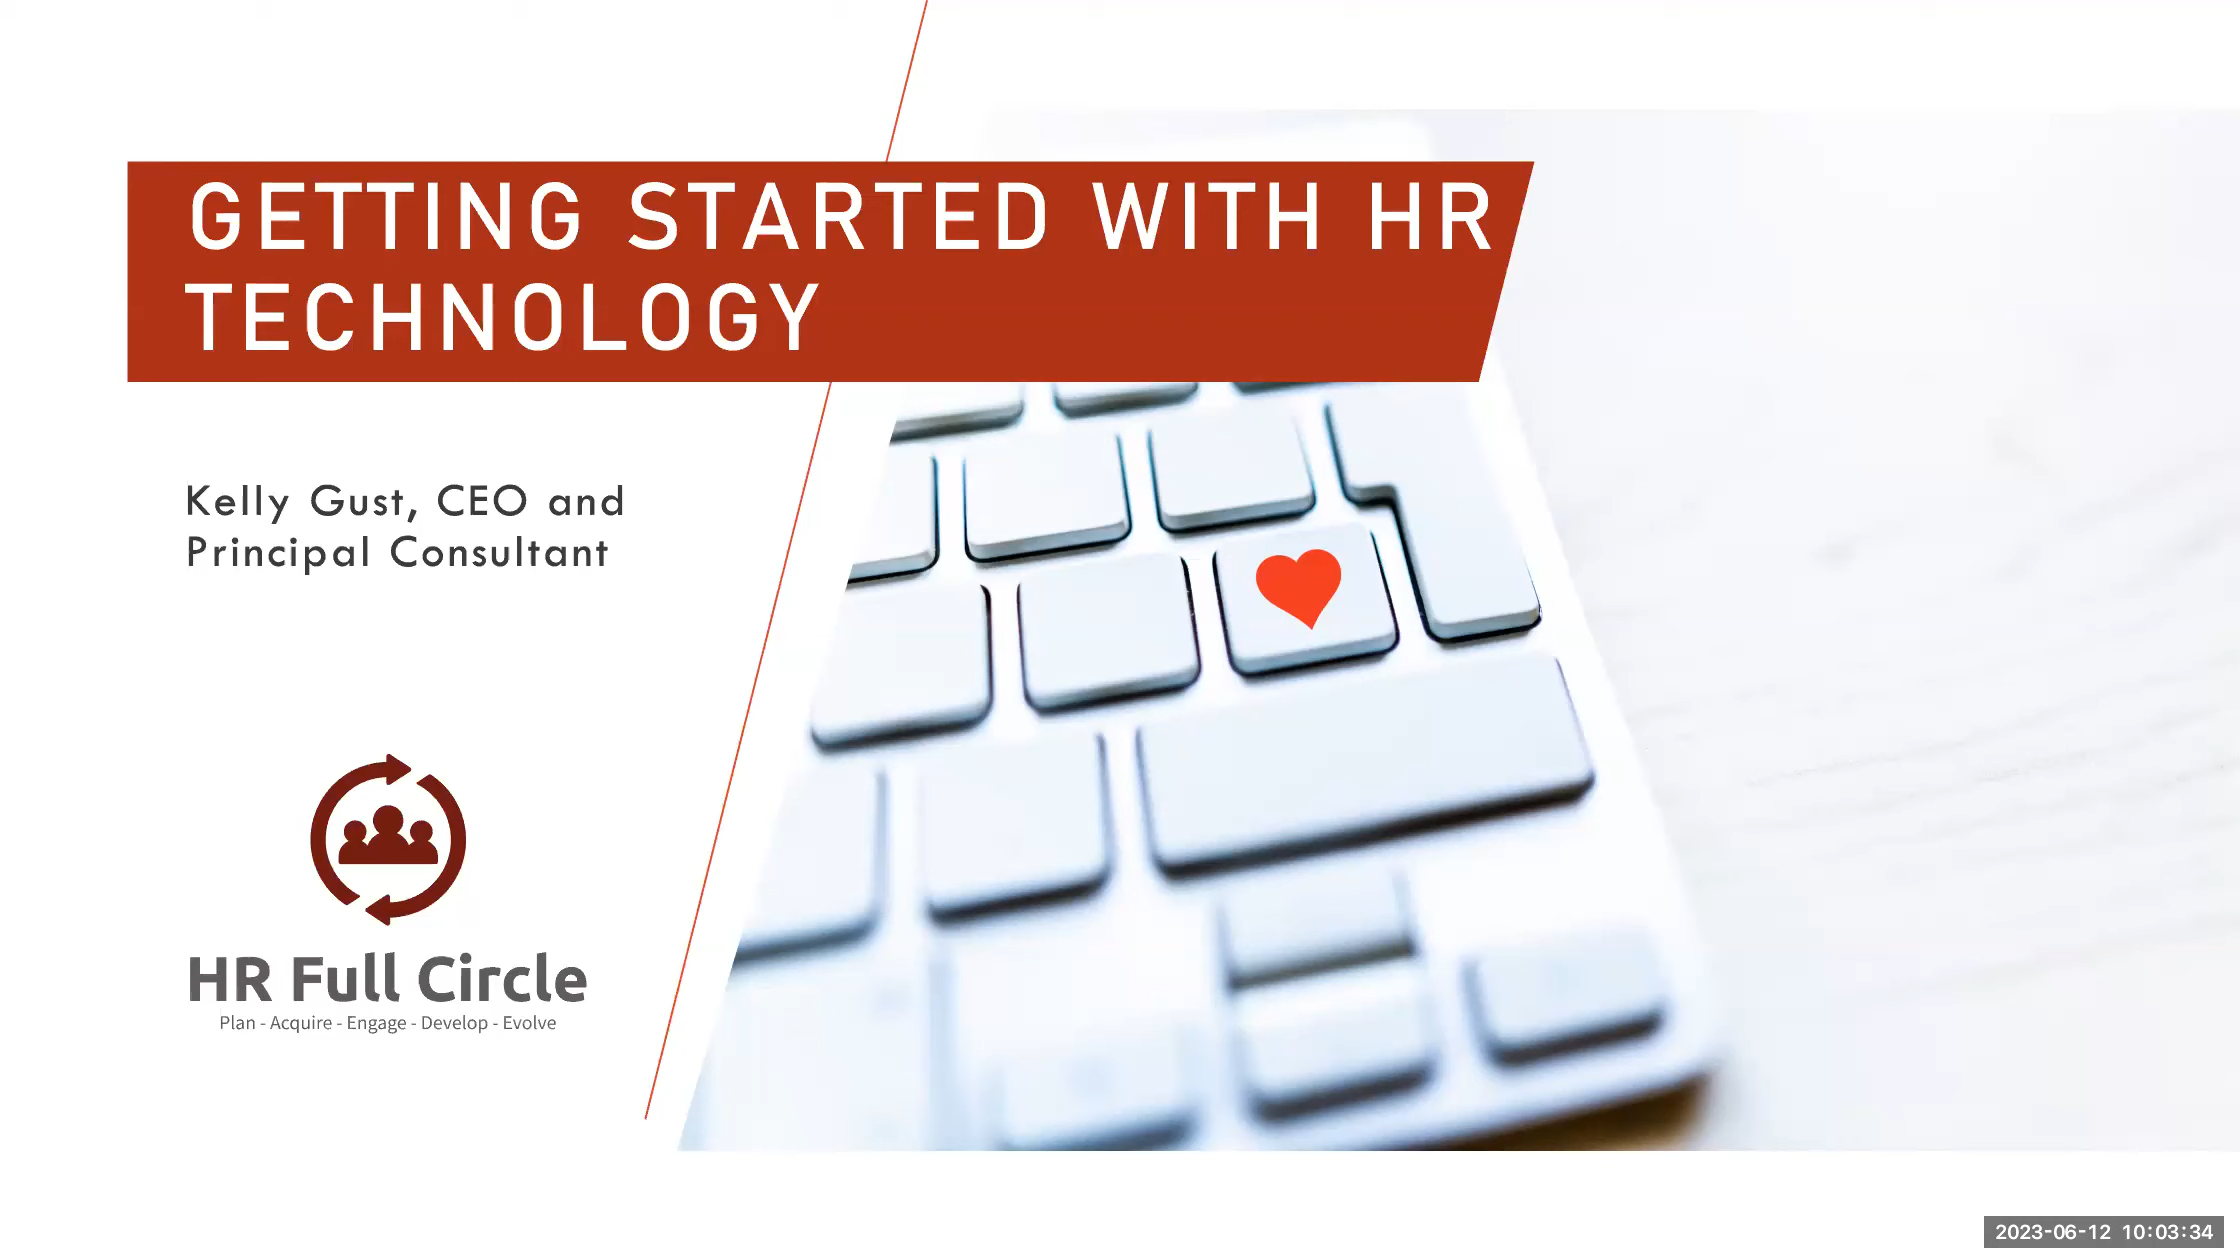 GETTING STARTED WITH HR
TECHNOLOGY
Kelly Gust, CEO and
Principal Consultant
HR Full Circle
Plan - Acquire - Engage - Develop - Evolve
2023-06-12 10:03:34